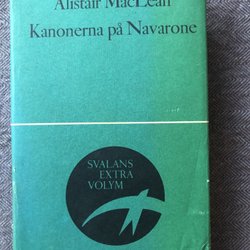 Alistair MacLean
Kanonerna på Navarone
SVALANS
EXTRA
VOLYM